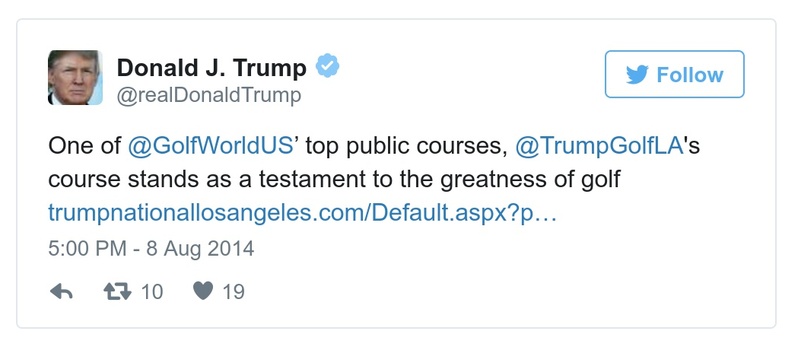 Donald J. Trump
Follow
@realDonaldTrump
One of @GolfWorldUS’ top public courses, @TrumpGolfLA's
course stands as a testament to the greatness of golf
trumpnationallosangeles.com/Default.aspx?p…
5:00 PM - 8 Aug 2014
10 19